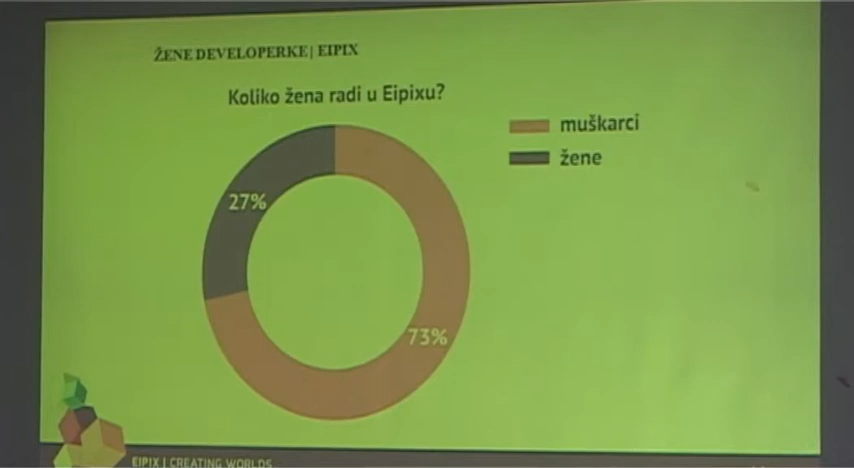 ŽENE DEVELOPERKE | EIPIX
Koliko žena radi u Eipixu?
muškarci
žene
27%
73%
EIPIX | CREATING WORLDS